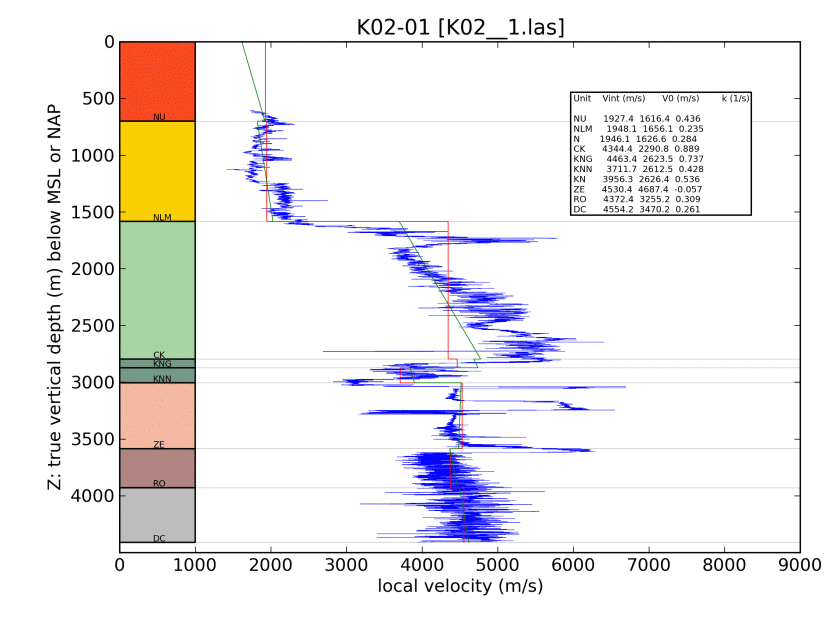 K02-01 [K02__1.las]
Z: true vertical depth (m) below MSL or NAP
0
500
1000
1500
2000
2500
3000
3500
4000
NU
NLM
CK
KNG
KNN
ZE
RO
DC
Unit Vint (m/s) V0 (m/s) k (1/s)
NU 1927.4 1616.4 0.436
NLM 1948.1 1656.1 0.235
N 1946.1 1626.6 0.284
CK 4344.4 2290.8 0.889
KNG 4463.4 2623.5 0.737
KNN 3711.7 2612.5 0.428
KN 3956.3 2626.4 0.536
ZE 4530.4 4687.4 -0.057
RO 4372.4 3255.2 0.309
DC 4554.2 3470.2 0.261
0 1000 2000 3000 4000 5000 6000 7000 8000 9000
local velocity (m/s)